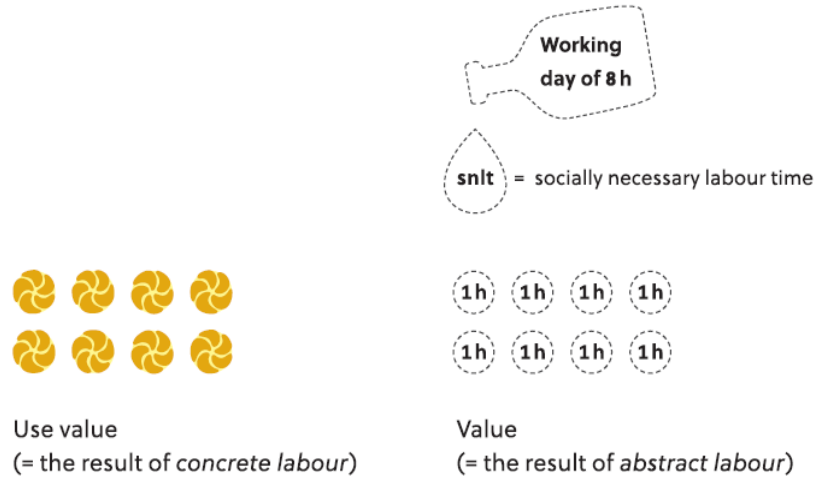 Working
day of 8 h
snlt = socially necessary labour time
1 h 1 h 1 h 1 h
1 h 1 h 1 h 1 h
Use value
(= the result of concrete labour)
Value
(= the result of abstract labour)